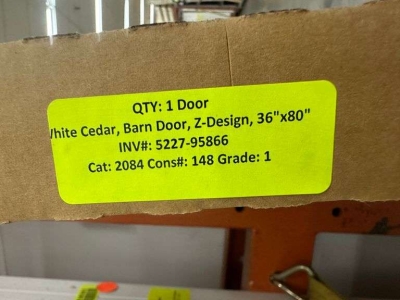 QTY: 1 Door
White Cedar, Barn Door, Z-Design, 36"x80"
INV#: 5227-95866
Cat: 2084 Cons#: 148 Grade: 1